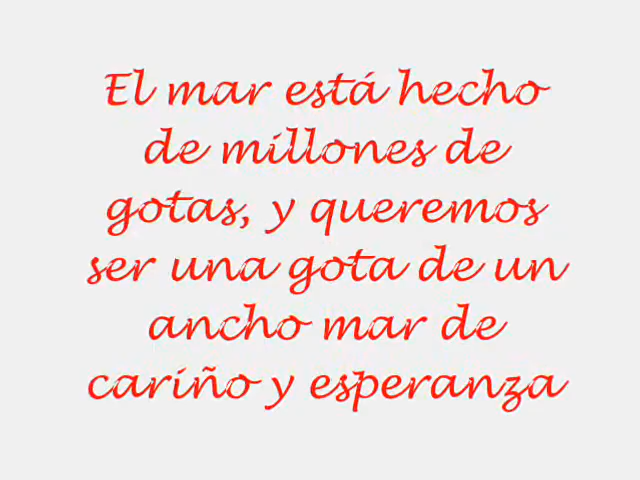 El mar está hecho
de millones de
gotas, y queremos
ser una gota de un
ancho mar de
cariño y esperanza